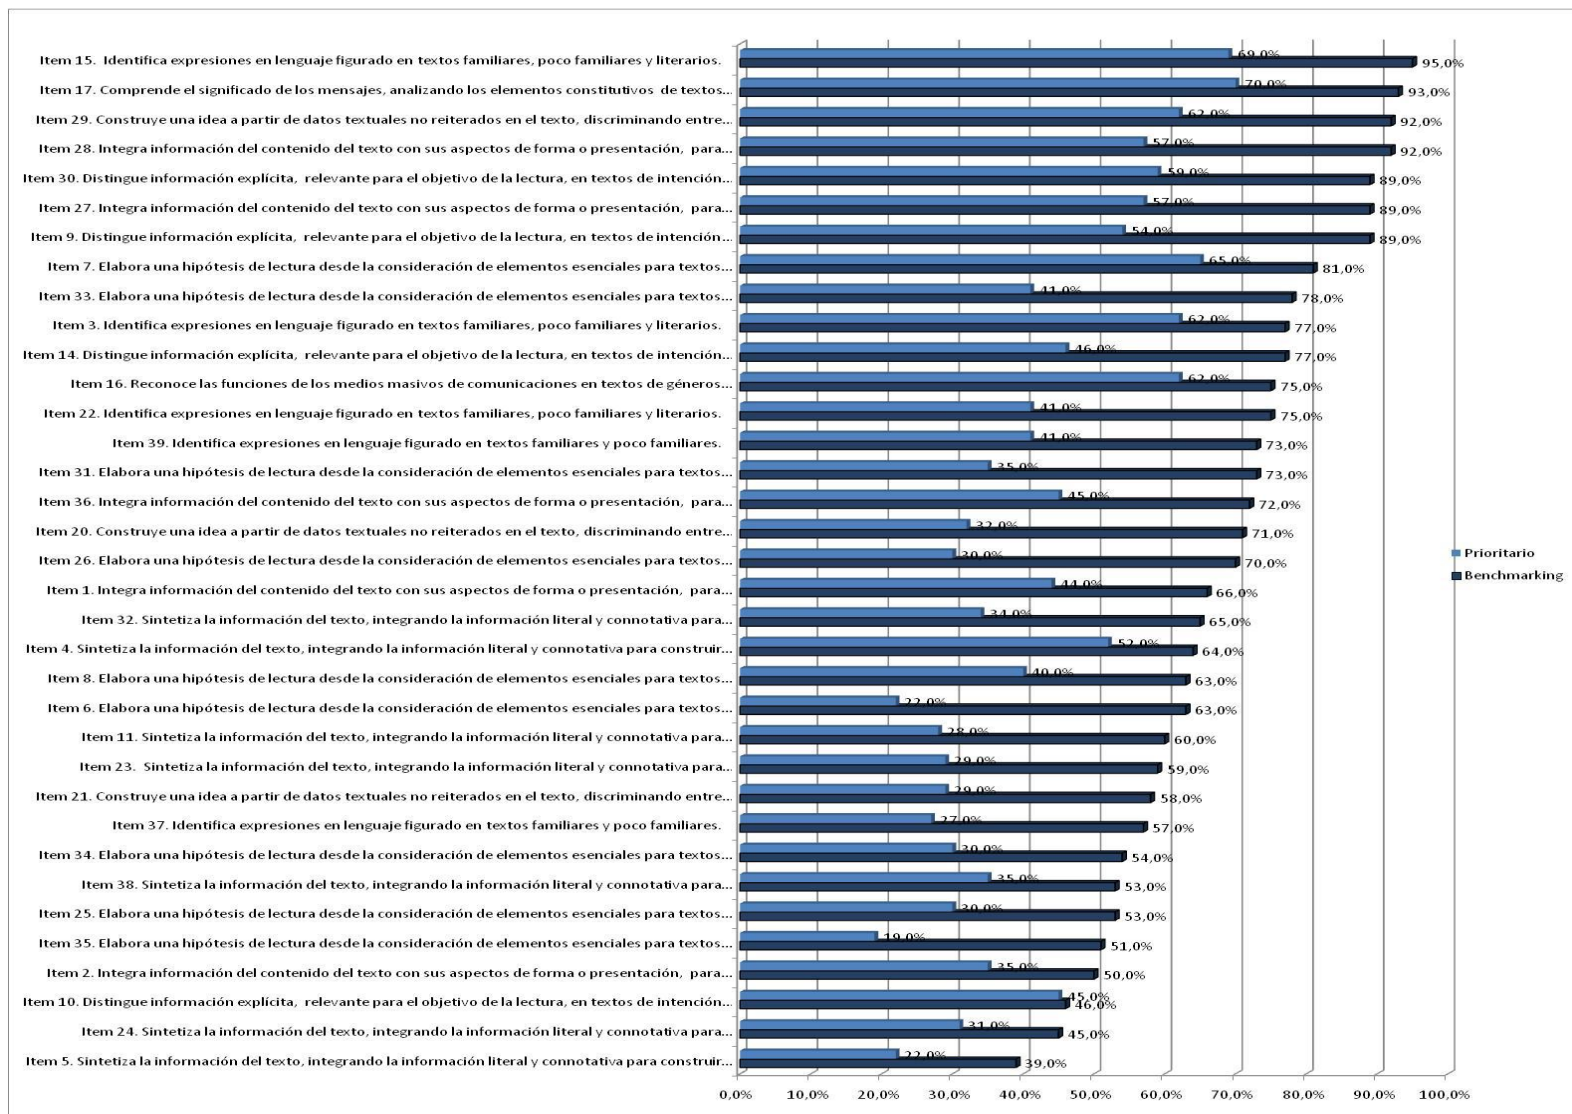 Item 15.  Identifica expresiones en lenguaje figurado en textos familiares, poco familiares y literarios.
69,0%
95,0%
Item 17. Comprende el significado de los mensajes, analizando los elementos constitutivos  de textos...
70,0%
93,0%
Item 29. Construye una idea a partir de datos textuales no reiterados en el texto, discriminando entre...
62,0%
92,0%
Item 28. Integra información del contenido del texto con sus aspectos de forma o presentación,  para...
57,0%
92,0%
Item 30. Distingue información explícita,  relevante para el objetivo de la lectura, en textos de intención...
59,0%
89,0%
Item 27. Integra información del contenido del texto con sus aspectos de forma o presentación,  para...
57,0%
89,0%
Item 9. Distingue información explícita,  relevante para el objetivo de la lectura, en textos de intención...
54,0%
89,0%
Item 7. Elabora una hipótesis de lectura desde la consideración de elementos esenciales para textos...
65,0%
81,0%
Item 33. Elabora una hipótesis de lectura desde la consideración de elementos esenciales para textos...
41,0%
78,0%
Item 3. Identifica expresiones en lenguaje figurado en textos familiares, poco familiares y literarios.
62,0%
77,0%
Item 14. Distingue información explícita,  relevante para el objetivo de la lectura, en textos de intención...
46,0%
77,0%
Item 16. Reconoce las funciones de los medios masivos de comunicaciones en textos de géneros...
62,0%
75,0%
Item 22. Identifica expresiones en lenguaje figurado en textos familiares, poco familiares y literarios.
41,0%
75,0%
Item 39. Identifica expresiones en lenguaje figurado en textos familiares y poco familiares.
41,0%
73,0%
Item 31. Elabora una hipótesis de lectura desde la consideración de elementos esenciales para textos...
35,0%
73,0%
Item 36. Integra información del contenido del texto con sus aspectos de forma o presentación,  para...
45,0%
72,0%
Item 20. Construye una idea a partir de datos textuales no reiterados en el texto, discriminando entre...
32,0%
71,0%
Item 26. Elabora una hipótesis de lectura desde la consideración de elementos esenciales para textos...
30,0%
70,0%
Item 1. Integra información del contenido del texto con sus aspectos de forma o presentación,  para...
44,0%
66,0%
Item 32. Sintetiza la información del texto, integrando la información literal y connotativa para...
34,0%
65,0%
Item 4. Sintetiza la información del texto, integrando la información literal y connotativa para construir...
52,0%
64,0%
Item 8. Elabora una hipótesis de lectura desde la consideración de elementos esenciales para textos...
40,0%
63,0%
Item 6. Elabora una hipótesis de lectura desde la consideración de elementos esenciales para textos...
22,0%
63,0%
Item 11. Sintetiza la información del texto, integrando la información literal y connotativa para...
28,0%
60,0%
Item 23.  Sintetiza la información del texto, integrando la información literal y connotativa para...
29,0%
59,0%
Item 21. Construye una idea a partir de datos textuales no reiterados en el texto, discriminando entre...
29,0%
58,0%
Item 37. Identifica expresiones en lenguaje figurado en textos familiares y poco familiares.
27,0%
57,0%
Item 34. Elabora una hipótesis de lectura desde la consideración de elementos esenciales para textos...
30,0%
54,0%
Item 38. Sintetiza la información del texto, integrando la información literal y connotativa para...
35,0%
53,0%
Item 25. Elabora una hipótesis de lectura desde la consideración de elementos esenciales para textos...
30,0%
53,0%
Item 35. Elabora una hipótesis de lectura desde la consideración de elementos esenciales para textos...
19,0%
51,0%
Item 2. Integra información del contenido del texto con sus aspectos de forma o presentación,  para...
35,0%
50,0%
Item 10. Distingue información explícita,  relevante para el objetivo de la lectura, en textos de intención...
45,0%
46,0%
Item 24. Sintetiza la información del texto, integrando la información literal y connotativa para...
31,0%
45,0%
Item 5. Sintetiza la información del texto, integrando la información literal y connotativa para construir...
22,0%
39,0%
0,0% 10,0% 20,0% 30,0% 40,0% 50,0% 60,0% 70,0% 80,0% 90,0% 100,0%
Prioritario
Benchmarking